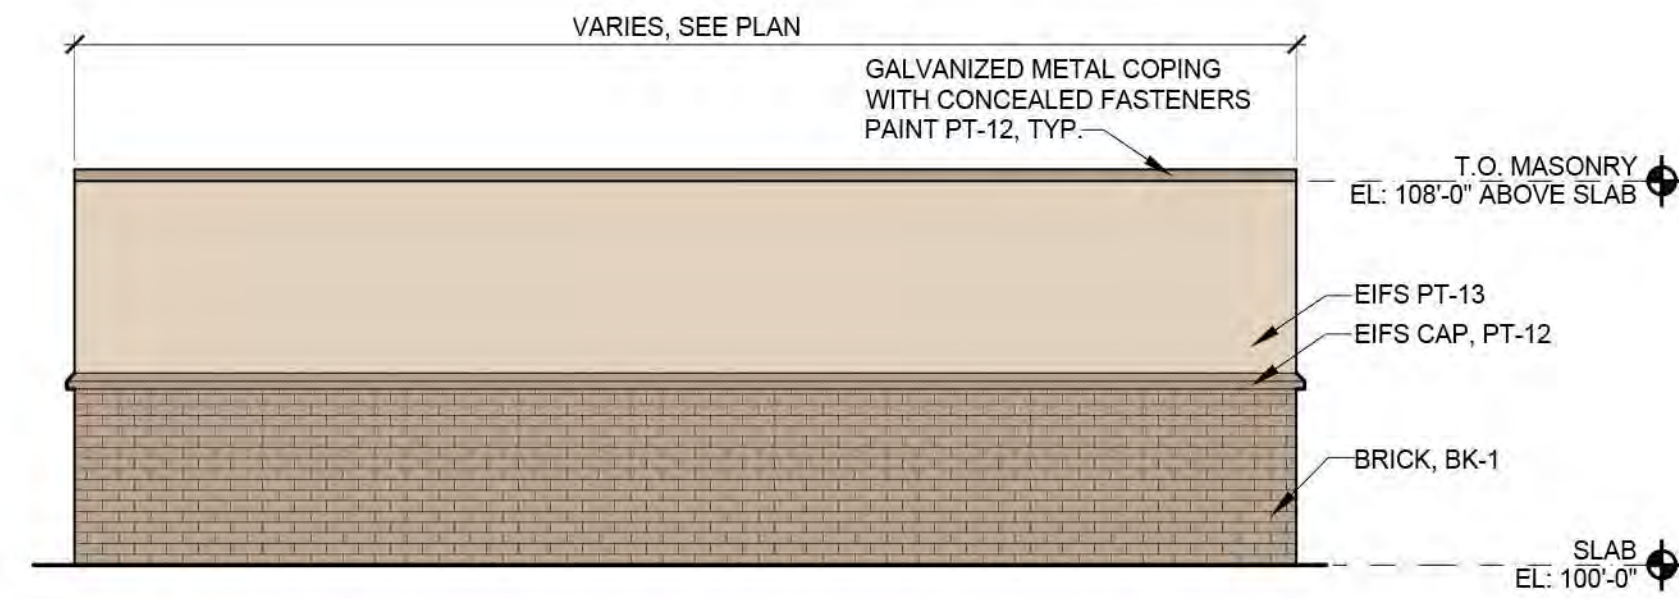 VARIES, SEE PLAN
GALVANIZED METAL COPING
WITH CONCEALED FASTENERS
PAINT PT-12, TYP.
T.O. MASONRY
EL: 108'-0" ABOVE SLAB
EIFS PT-13
EIFS CAP, PT-12
BRICK, BK-1
SLAB
EL: 100'-0"